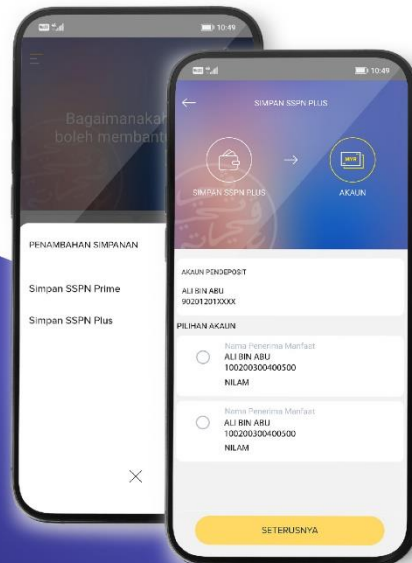 10:49
Bagaimanakah
boleh membantu
PENAMBAHAN SIMPANAN
Simpan SSPN Prime
Simpan SSPN Plus
10:49
SIMPAN SSPN PLUS
SIMPAN SSPN PLUS
MYR
AKAUN
AKAUN PENDEPOSIT
ALI BIN ABU
90201201XXXX
PILIHAN AKAUN
Nama Penerima Manfaat
ALI BIN ABU
100200300400500
NILAM
Nama Penerima Manfaat
ALI BIN ABU
100200300400500
NILAM
SETERUSNYA